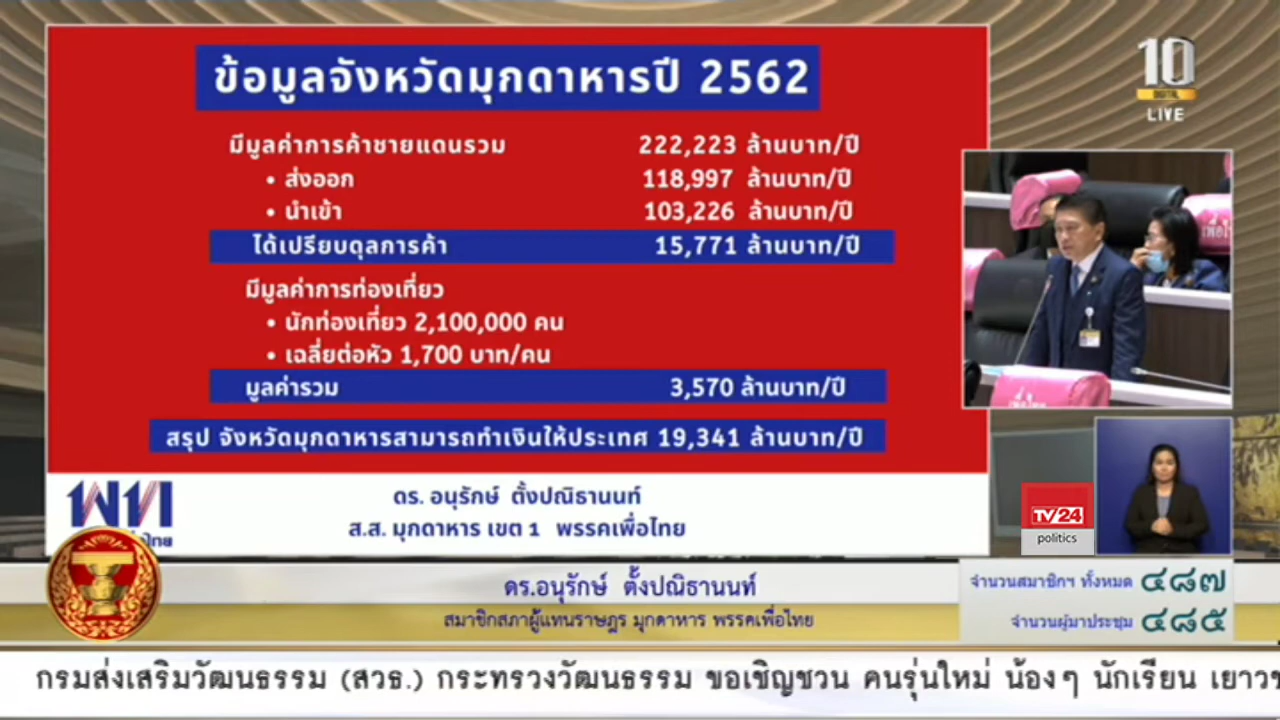 ข้อมูลจังหวัดมุกดาหารปี 2562
มีมูลค่าการค้าชายแดนรวม 222,223 ล้านบาท/ปี
• ส่งออก 118,997 ล้านบาท/ปี
• นำเข้า 103,226 ล้านบาท/ปี
ได้เปรียบดุลการค้า 15,771 ล้านบาท/ปี
มีมูลค่าการท่องเที่ยว
• นักท่องเที่ยว 2,100,000 คน
• เฉลี่ยต่อหัว 1,700 บาท/คน
มูลค่ารวม 3,570 ล้านบาท/ปี
สรุป จังหวัดมุกดาหารสามารถทำเงินให้ประเทศ 19,341 ล้านบาท/ปี
พท
ดร. อนุรักษ์ ตั้งปณิธานนท์
ส.ส. มุกดาหาร เขต 1 พรรคเพื่อไทย
10
DIGITAL
LIVE
TV24
politics
ดร.อนุรักษ์ ตั้งปณิธานนท์
สมาชิกสภาผู้แทนราษฎร มุกดาหาร พรรคเพื่อไทย
จำนวนสมาชิกฯ ทั้งหมด ๔๘๗
จำนวนผู้มาประชุม ๔๘๕
กรมส่งเสริมวัฒนธรรม (สวธ.) กระทรวงวัฒนธรรม ขอเชิญชวน คนรุ่นใหม่ น้องๆ นักเรียน เยาว